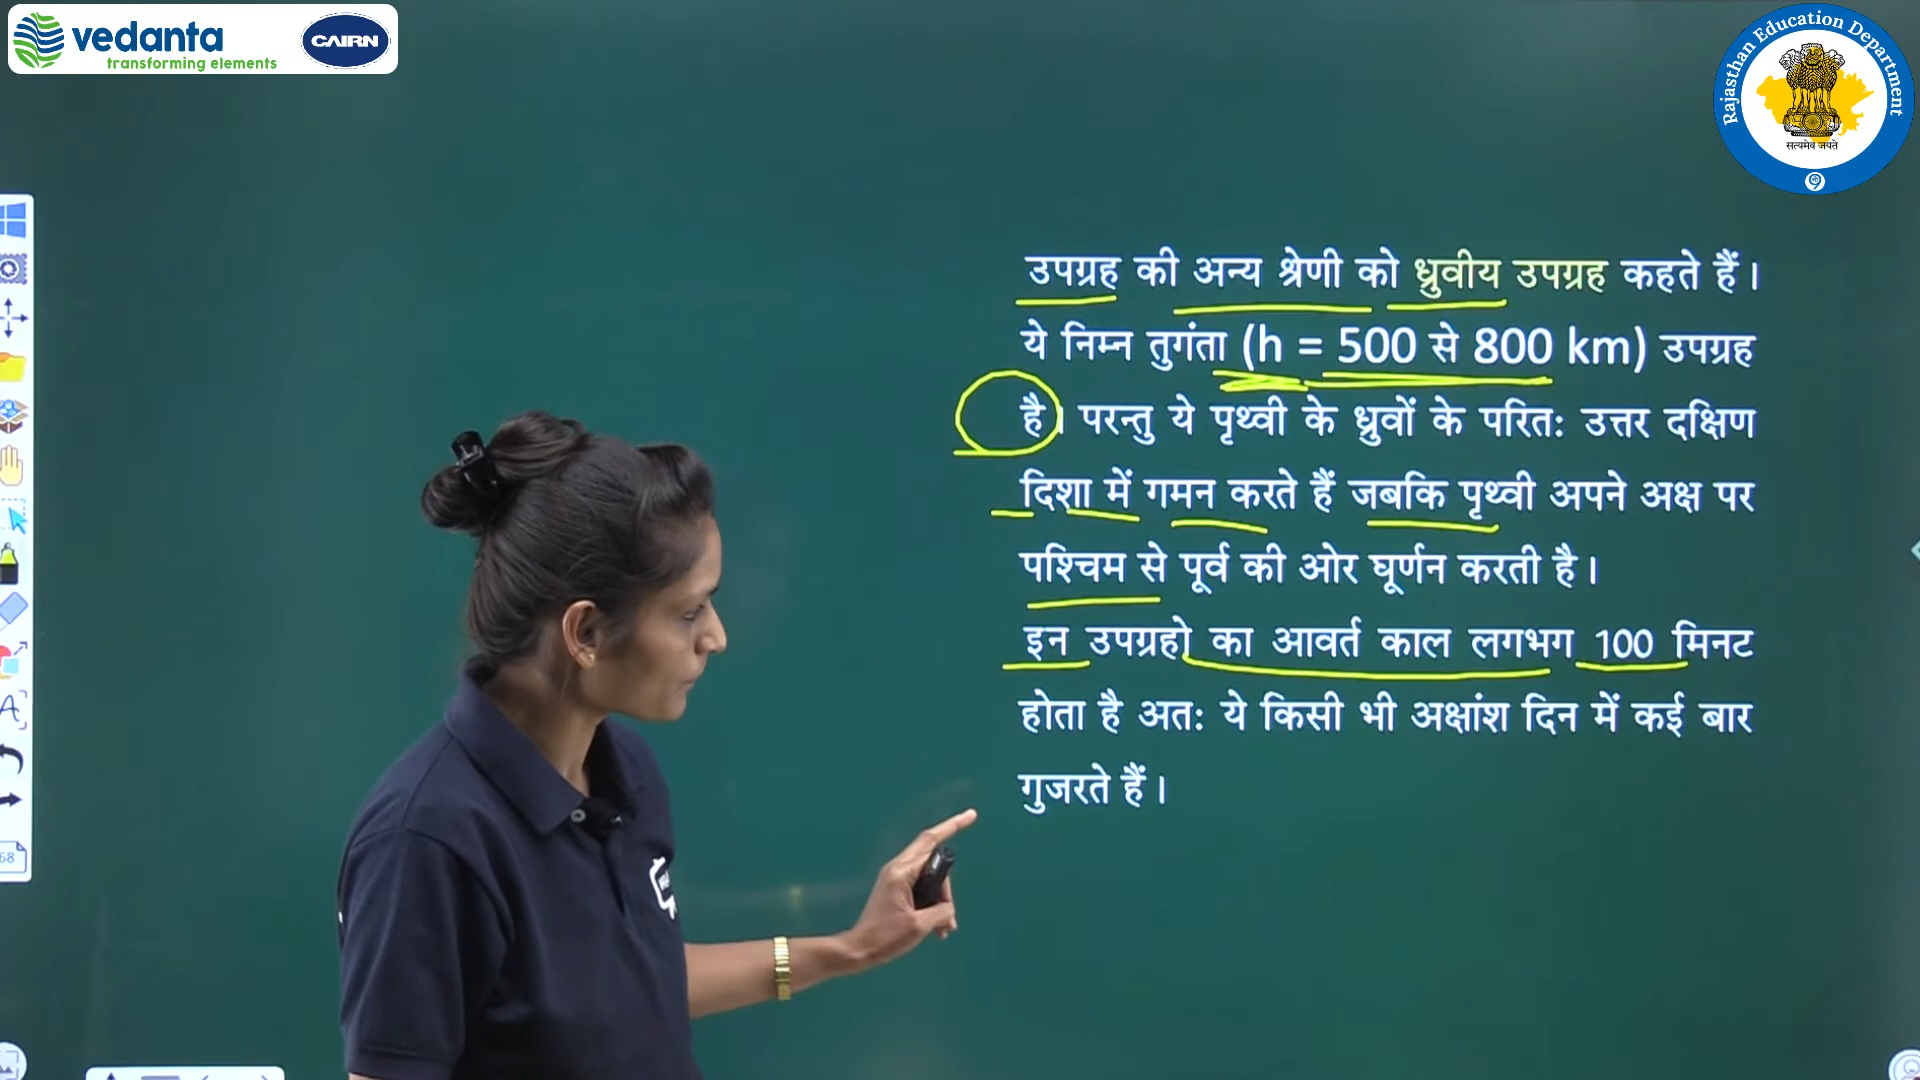 vedanta
transforming elements
CAIRN
Rajasthan Education Department
सत्यमेव जयते
उपग्रह की अन्य श्रेणी को ध्रुवीय उपग्रह कहते हैं।
ये निम्न तुगंता (h = 500 से 800 km) उपग्रह
है। परन्तु ये पृथ्वी के ध्रुवों के परित: उत्तर दक्षिण
दिशा में गमन करते हैं जबकि पृथ्वी अपने अक्ष पर
पश्चिम से पूर्व की ओर घूर्णन करती है।
इन उपग्रहो का आवर्त काल लगभग 100 मिनट
होता है अत: ये किसी भी अक्षांश दिन में कई बार
गुजरते हैं।
68